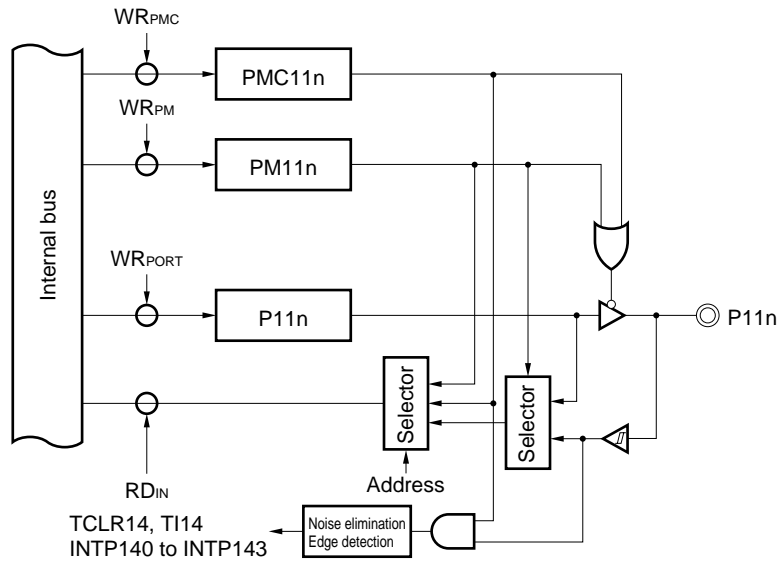 WRPMC
PMC11n
WRPM
PM11n
Internal bus
WRPORT
P11n
P11n
Selector
Selector
Address
RDIN
TCLR14, TI14
INTP140 to INTP143
Noise elimination
Edge detection